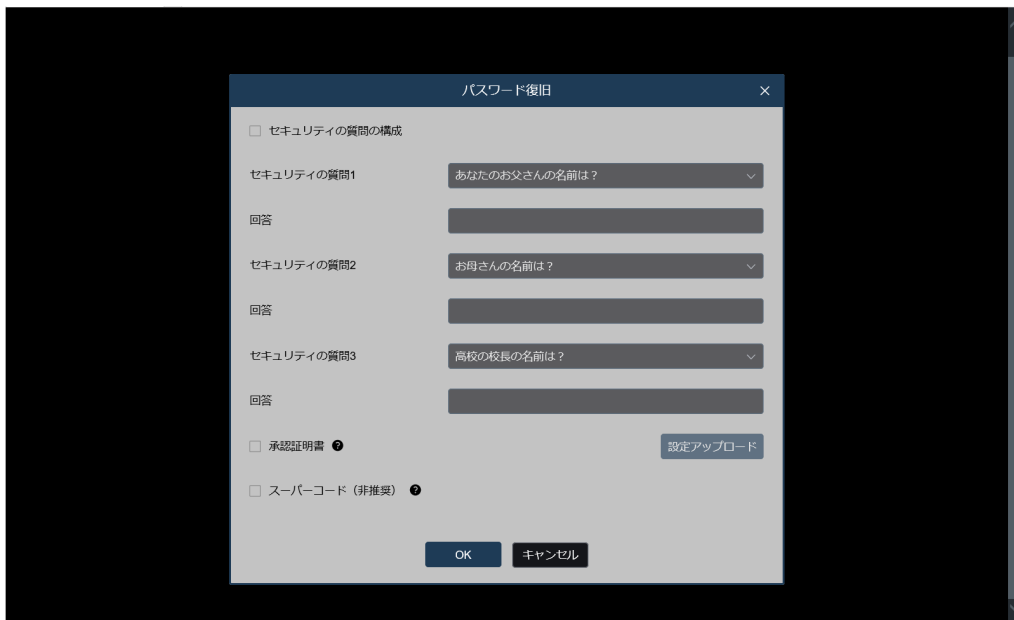 パスワード復旧
セキュリティの質問の構成
セキュリティの質問1
あなたのお父さんの名前は？
回答
セキュリティの質問2
お母さんの名前は？
回答
セキュリティの質問3
高校の校長の名前は？
回答
承認証明書
設定アップロード
スーパーコード（非推奨）
OK
キャンセル